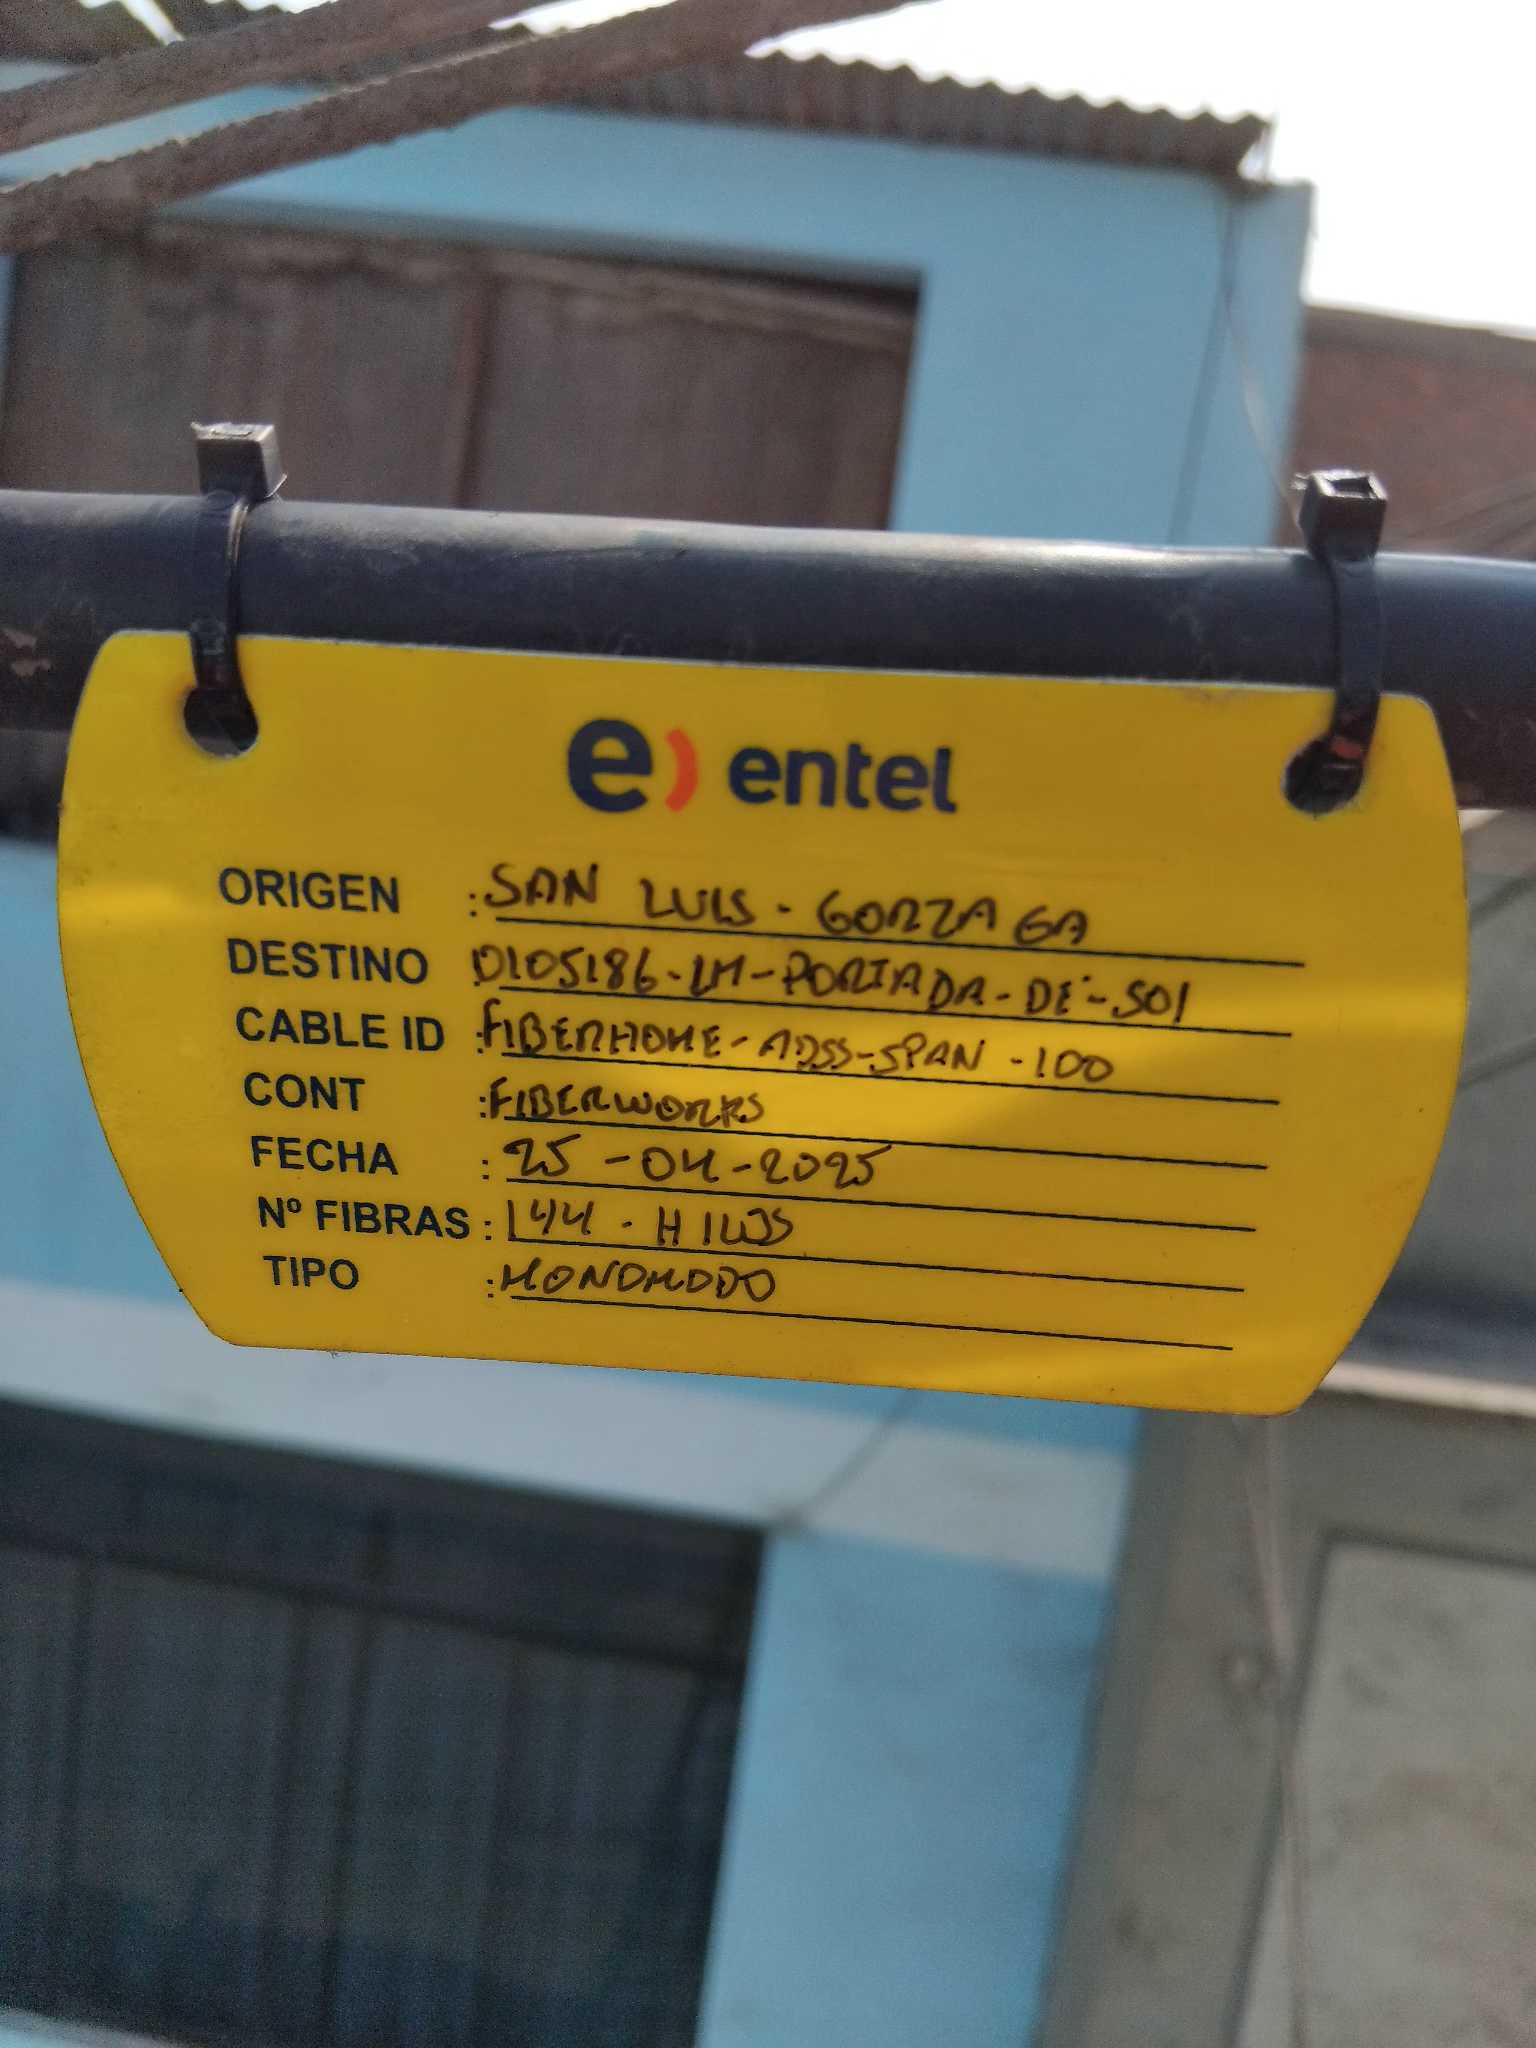 e) entel
ORIGEN : SAN LUIS - GONZAGA
DESTINO : 0105186-LM-PORTADA-DE-SOL
CABLE ID : FIBERHOME-ADSS-SPAN-100
CONT : FIBERWORKS
FECHA : 25-04-2025
Nº FIBRAS : 144 - HILOS
TIPO : MONOMODO